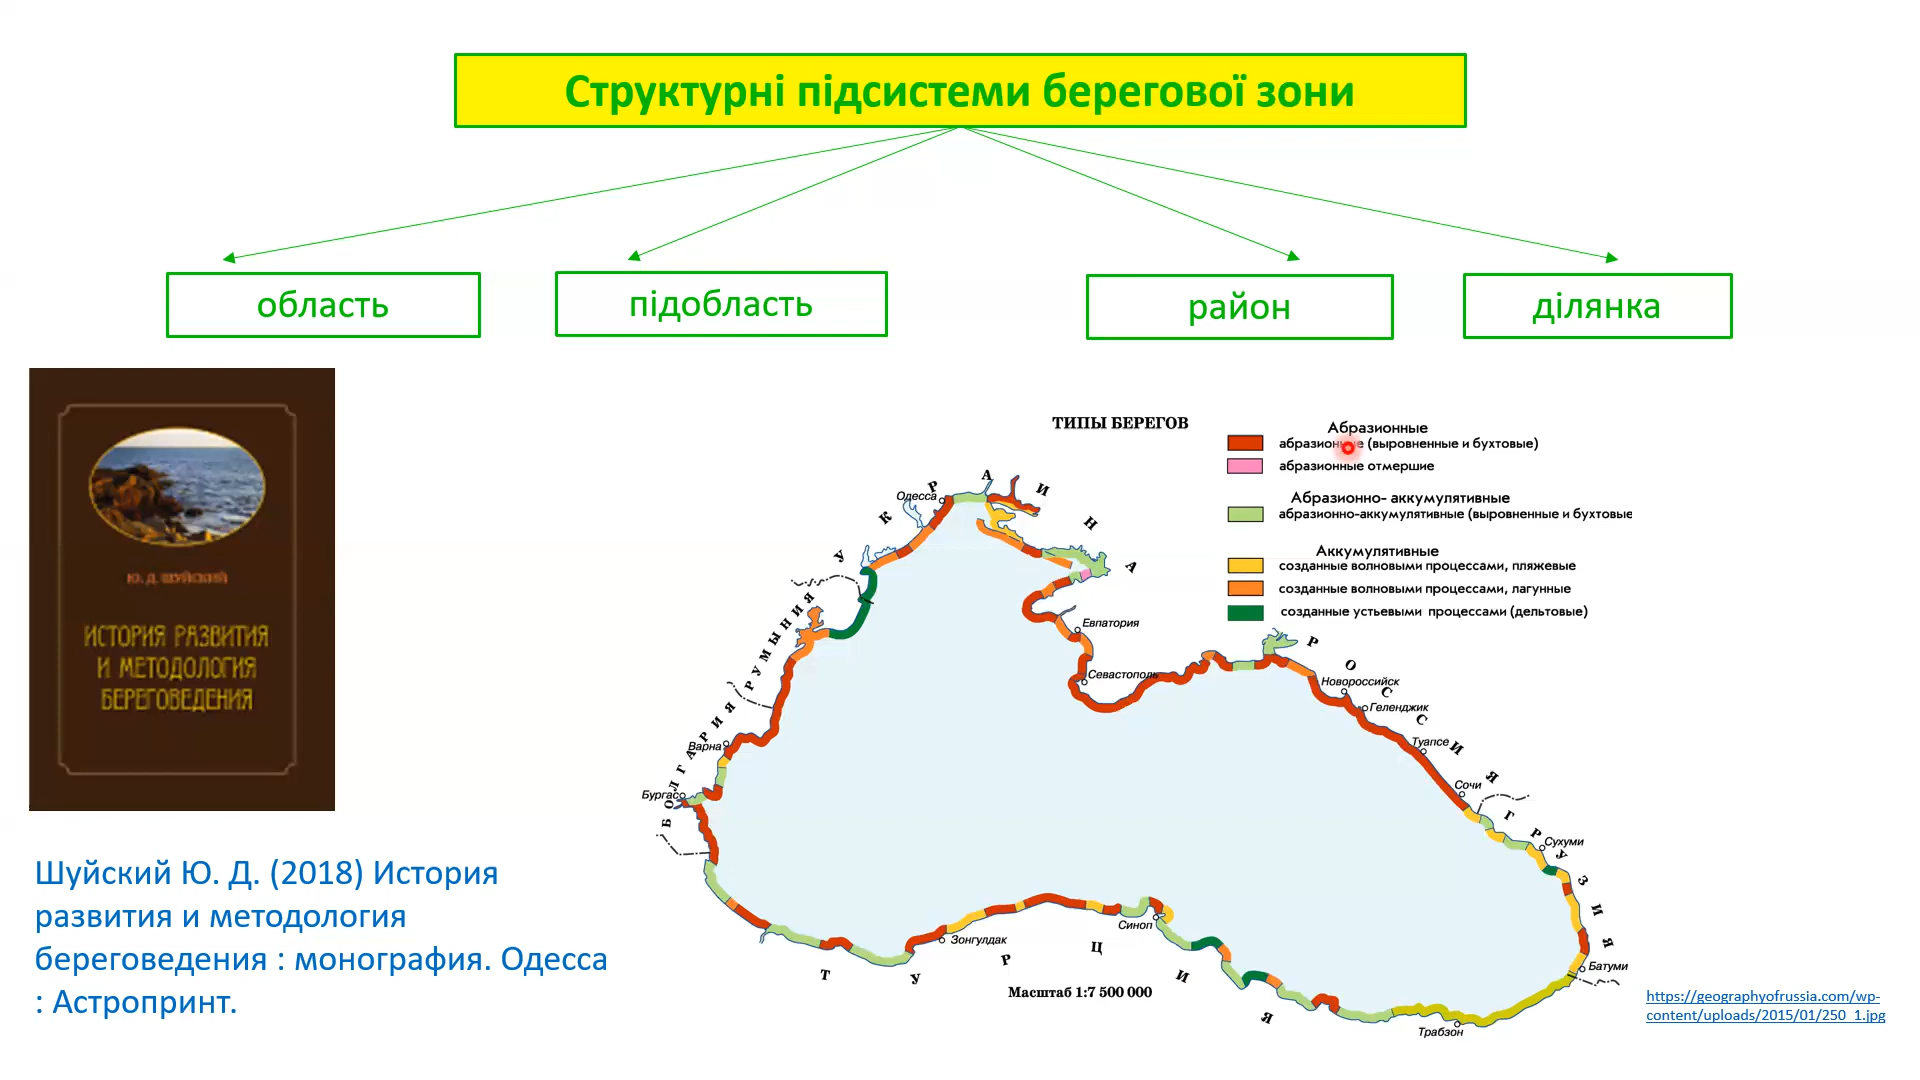 Структурні підсистеми берегової зони
область
підобласть
район
ділянка
Ю. Д. ШУЙСКИЙ
ИСТОРИЯ РАЗВИТИЯ
И МЕТОДОЛОГИЯ
БЕРЕГОВЕДЕНИЯ
Шуйский Ю. Д. (2018) История
развития и методология
береговедения : монография. Одесса
: Астропринт.
ТИПЫ БЕРЕГОВ
Абразионные
абразионные (выровненные и бухтовые)
абразионные отмершие
Абразионно- аккумулятивные
абразионно-аккумулятивные (выровненные и бухтовые
Аккумулятивные
созданные волновыми процессами, пляжевые
созданные волновыми процессами, лагунные
созданные устьевыми процессами (дельтовые)
УКРАИНА
Одесса
Евпатория
Севастополь
РОССИЯ
Новороссийск
Геленджик
Туапсе
Сочи
ГРУЗИЯ
Сухуми
Батуми
РУМЫНИЯ
БОЛГАРИЯ
Варна
Бургас
ТУРЦИЯ
Зонгулдак
Синоп
Трабзон
Масштаб 1:7 500 000
https://geographyofrussia.com/wp-
content/uploads/2015/01/250_1.jpg